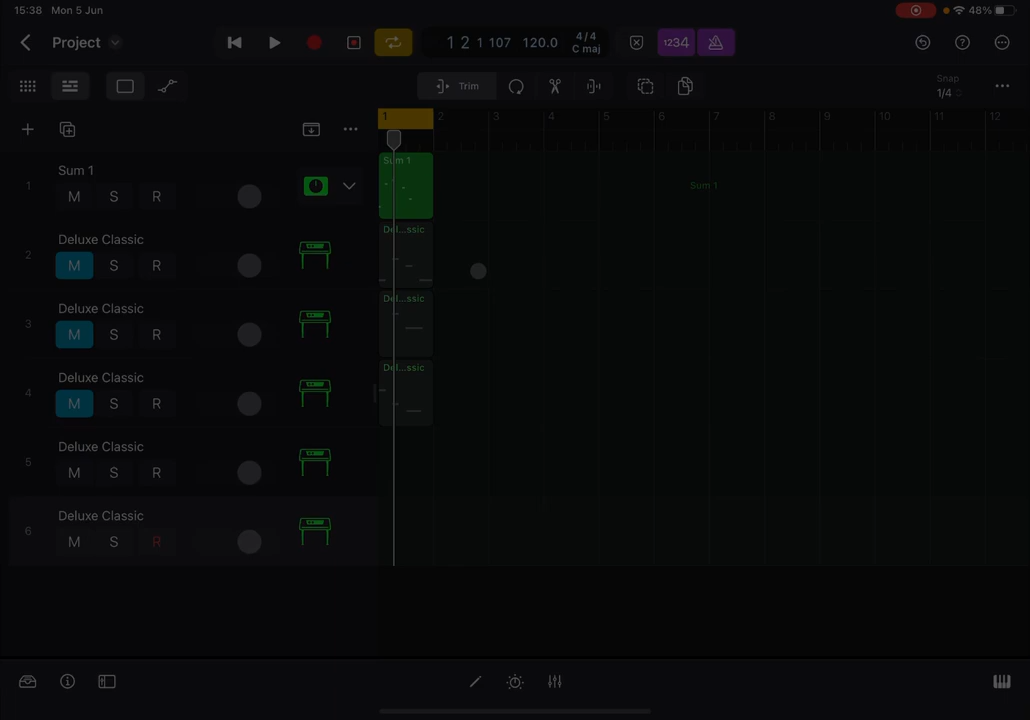 15:38 Mon 5 Jun
48%
Project
1 2 1 107 120.0 4/4 C maj
1234
Trim
Snap
1/4
1 2 3 4 5 6 7 8 9 10 11 12
1 Sum 1
M S R
Sum 1
Sum 1
2 Deluxe Classic
M S R
Del...ssic
3 Deluxe Classic
M S R
Del...ssic
4 Deluxe Classic
M S R
Del...ssic
5 Deluxe Classic
M S R
6 Deluxe Classic
M S R